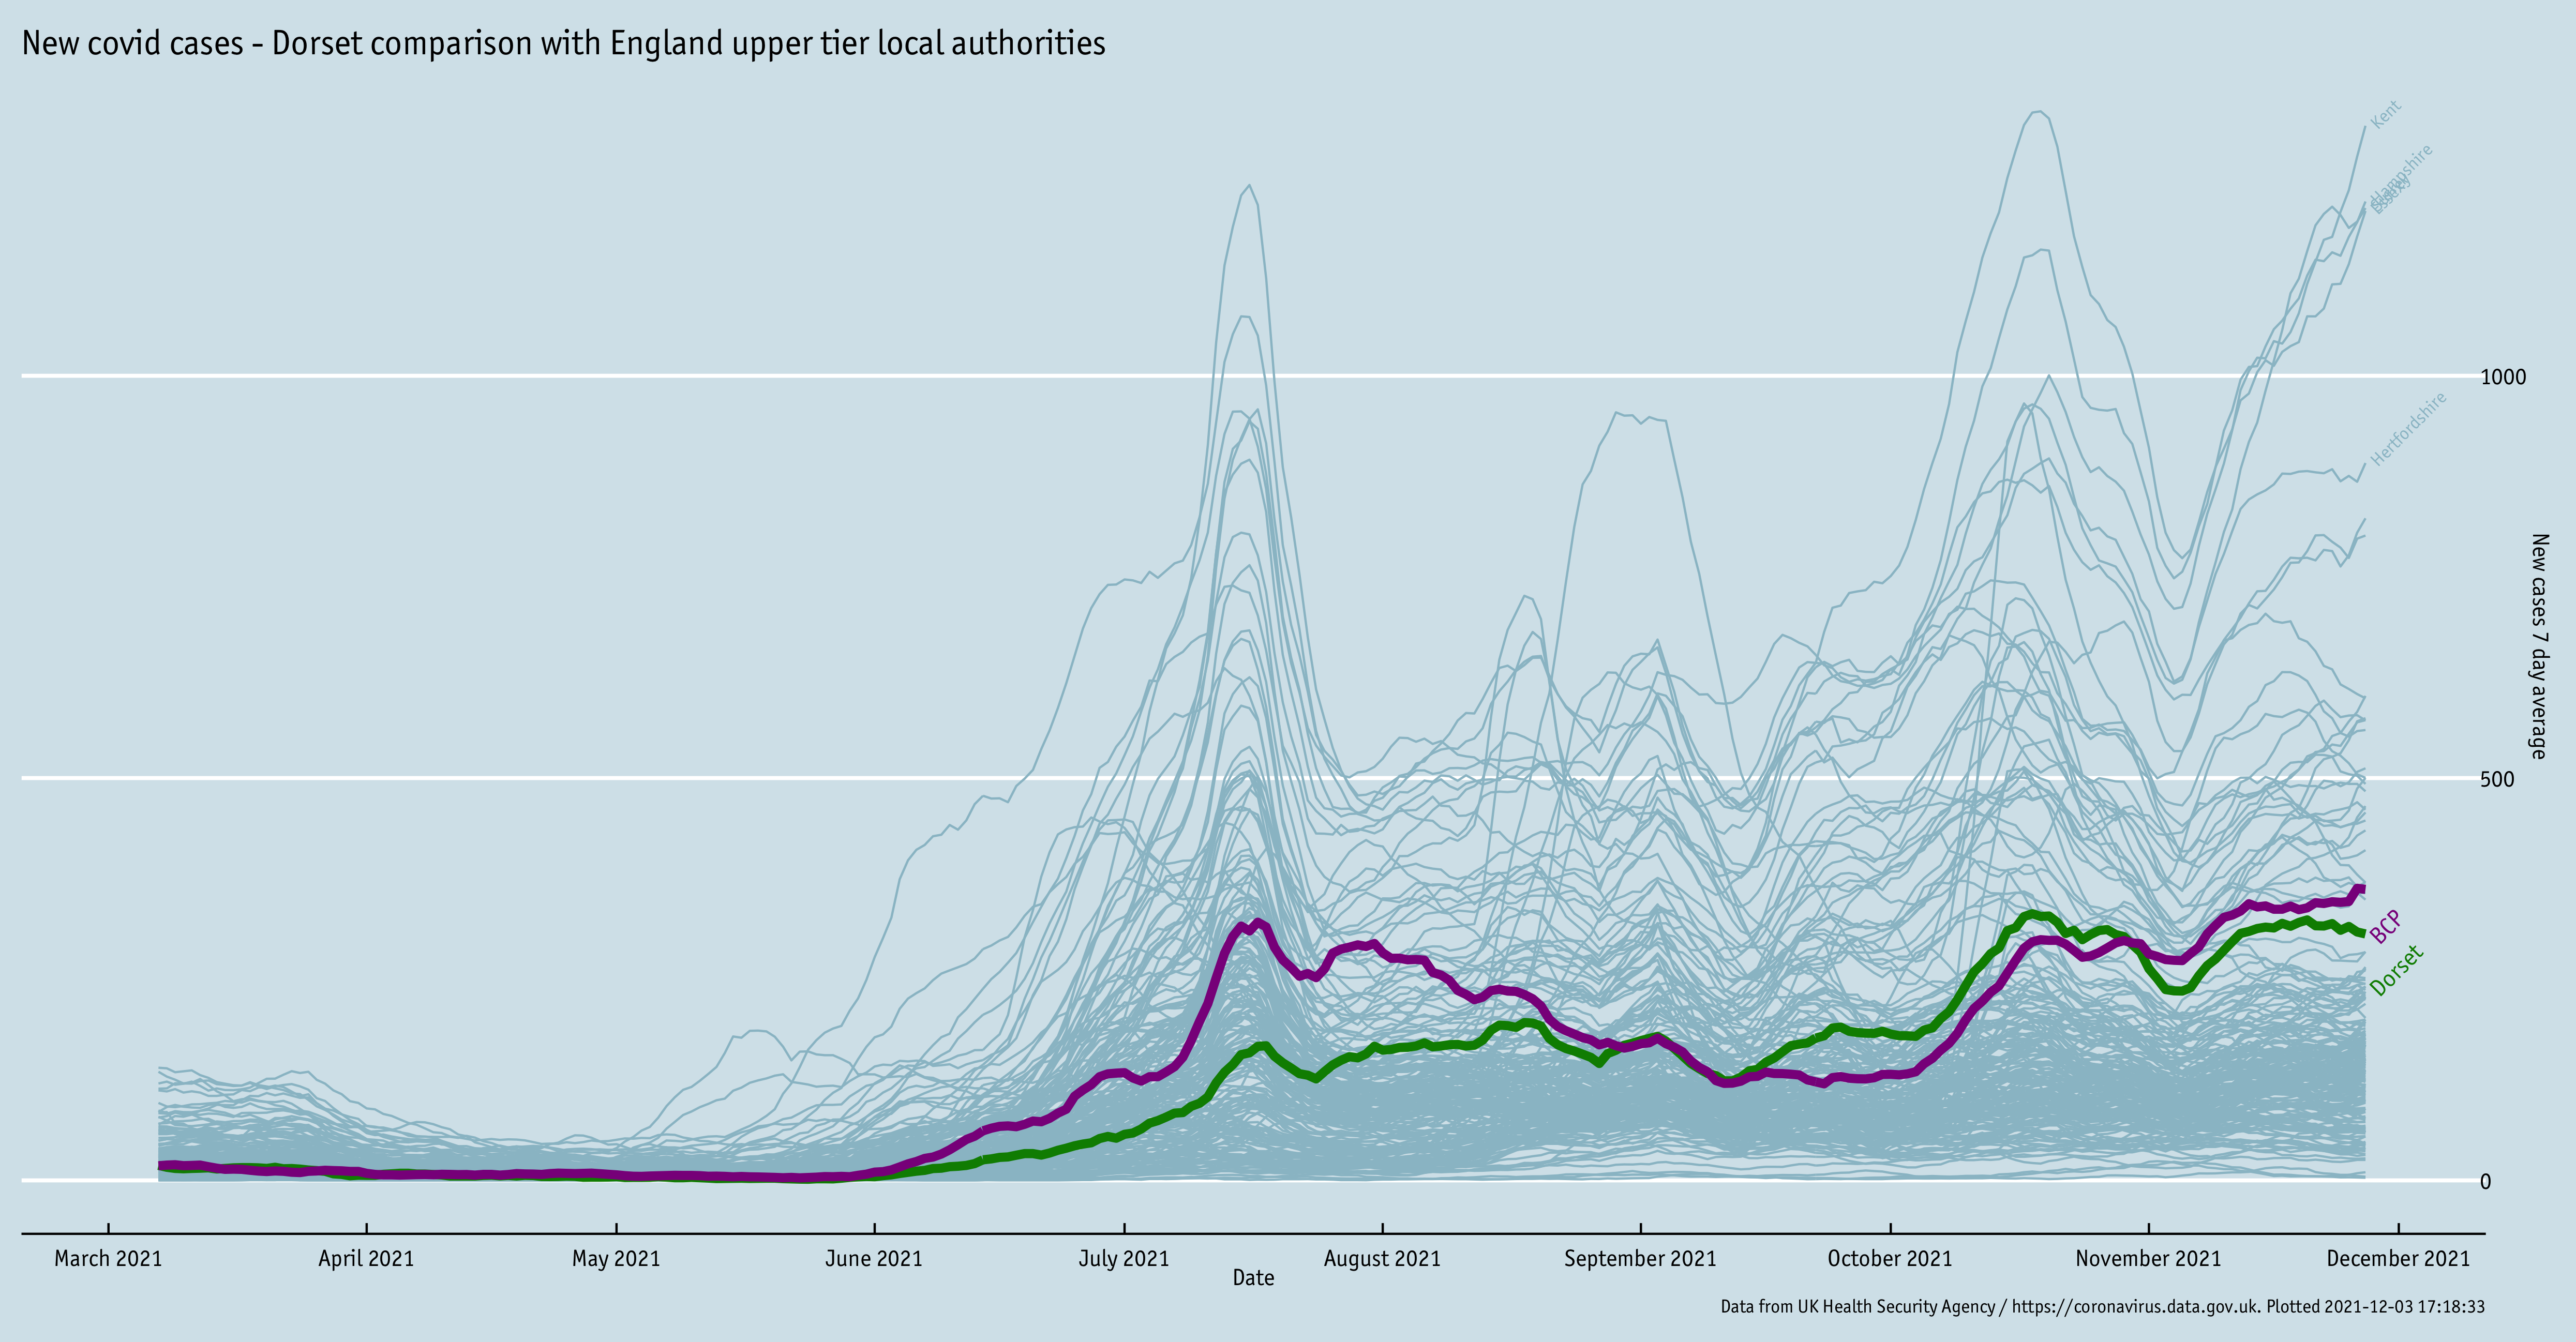 New covid cases - Dorset comparison with England upper tier local authorities
Kent
Hampshire
1000
Hertfordshire
New cases 7 day average
500
BCP
Dorset
0
March 2021
April 2021
May 2021
June 2021
July 2021
August 2021
September 2021
October 2021
November 2021
December 2021
Date
Data from UK Health Security Agency / https://coronavirus.data.gov.uk. Plotted 2021-12-03 17:18:33